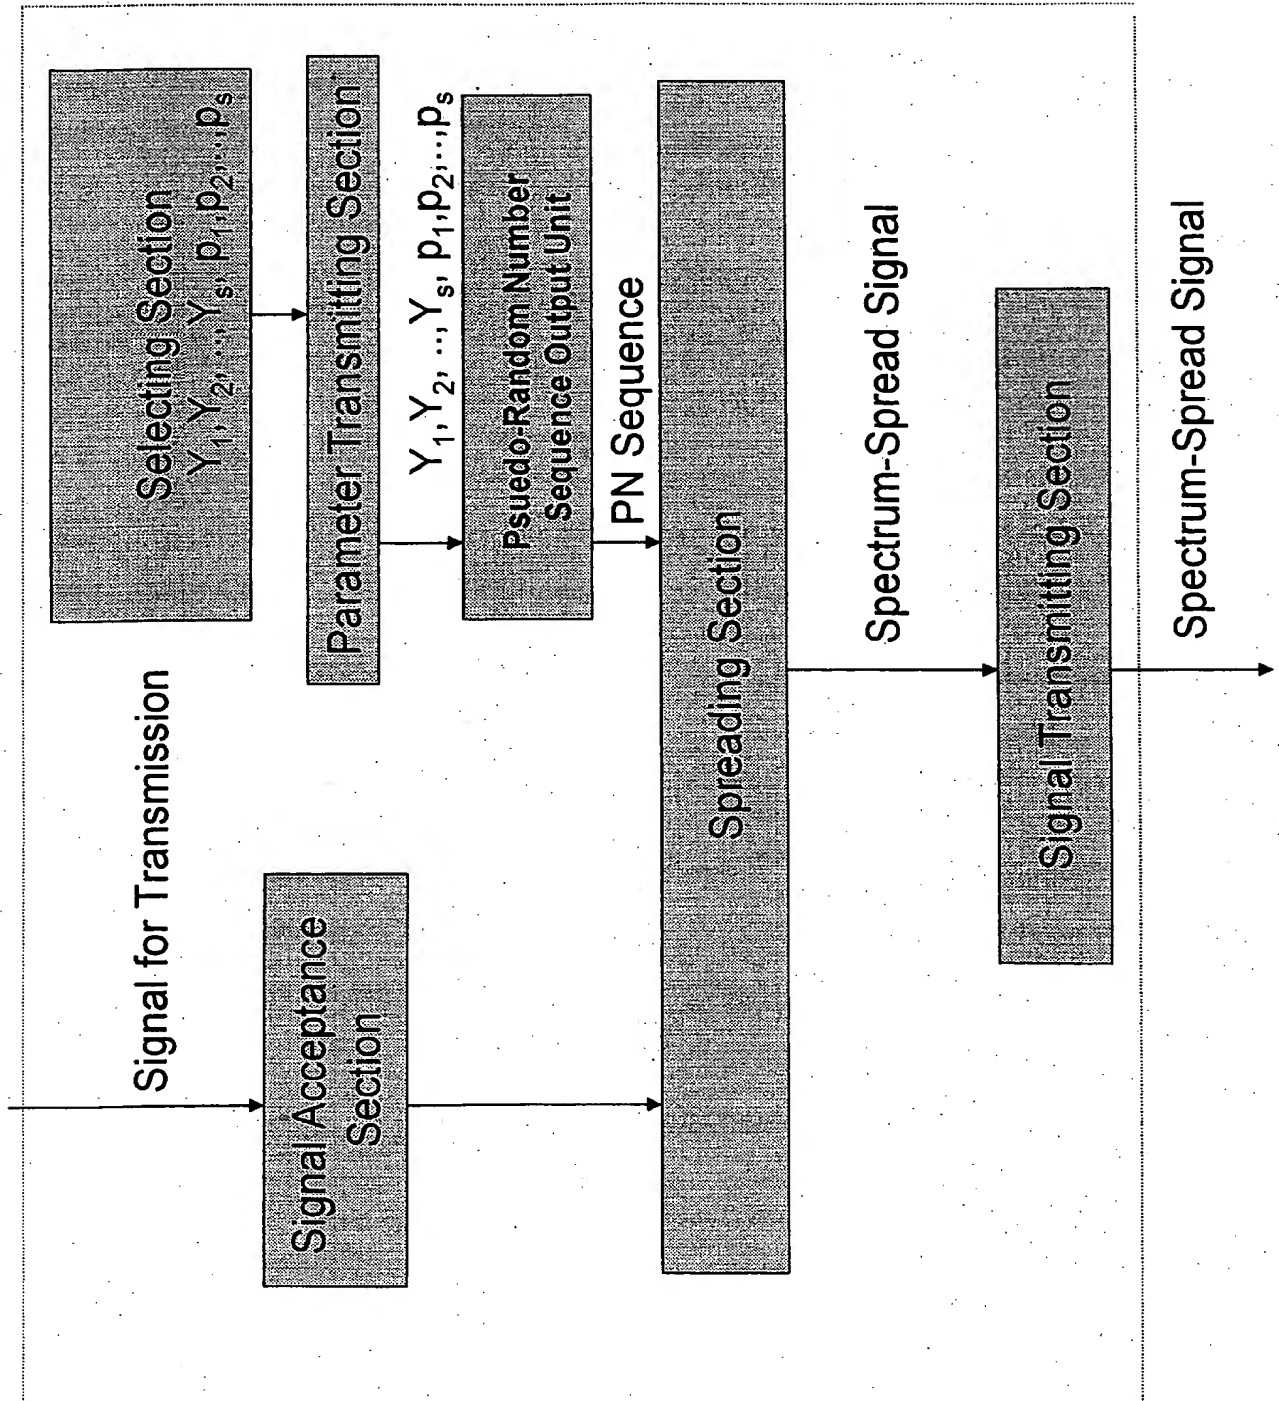 Signal for Transmission
Signal Acceptance
Section
Selecting Section
Y₁,Y₂,...,Yₛ, p₁,p₂,...,pₛ
Parameter Transmitting Section
Y₁,Y₂, ...,Yₛ, p₁,p₂,...,pₛ
Psuedo-Random Number
Sequence Output Unit
PN Sequence
Spreading Section
Spectrum-Spread Signal
Signal Transmitting Section
Spectrum-Spread Signal